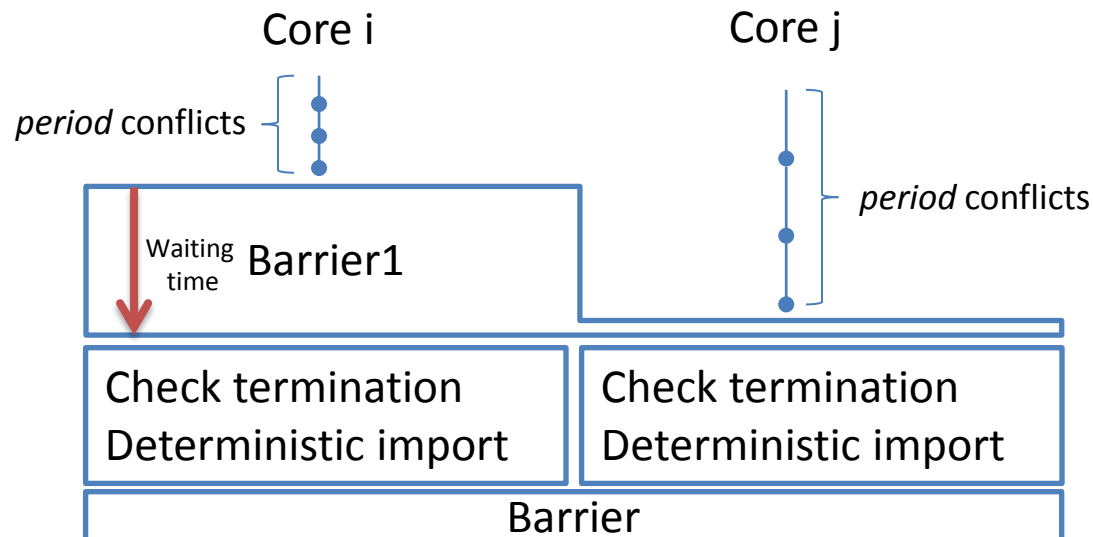 Core i
Core j
period conflicts
period conflicts
Waiting
time
Barrier1
Check termination
Deterministic import
Check termination
Deterministic import
Barrier